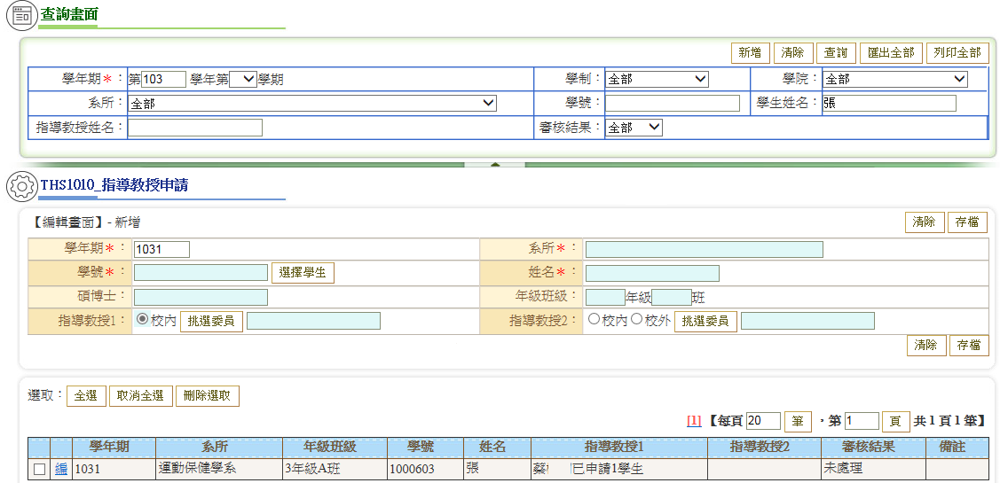 查詢畫面
新增 清除 查詢 匯出全部 列印全部
學年期＊： 第103 學年第 學期 學制： 全部 學院： 全部
系所： 全部 學號： 學生姓名： 張
指導教授姓名： 審核結果： 全部
THS1010_指導教授申請
【編輯畫面】- 新增 清除 存檔
學年期＊： 1031 系所＊：
學號＊： 選擇學生 姓名＊：
碩博士： 年級班級： 年級 班
指導教授1： 校內 挑選委員 指導教授2： 校內 校外 挑選委員
清除 存檔
選取： 全選 取消全選 刪除選取
[1] 【每頁 20 筆 ，第 1 頁 共 1 頁 1 筆】
學年期 系所 年級班級 學號 姓名 指導教授1 指導教授2 審核結果 備註
編 1031 運動保健學系 3年級A班 1000603 張 蔡 已申請1學生 未處理